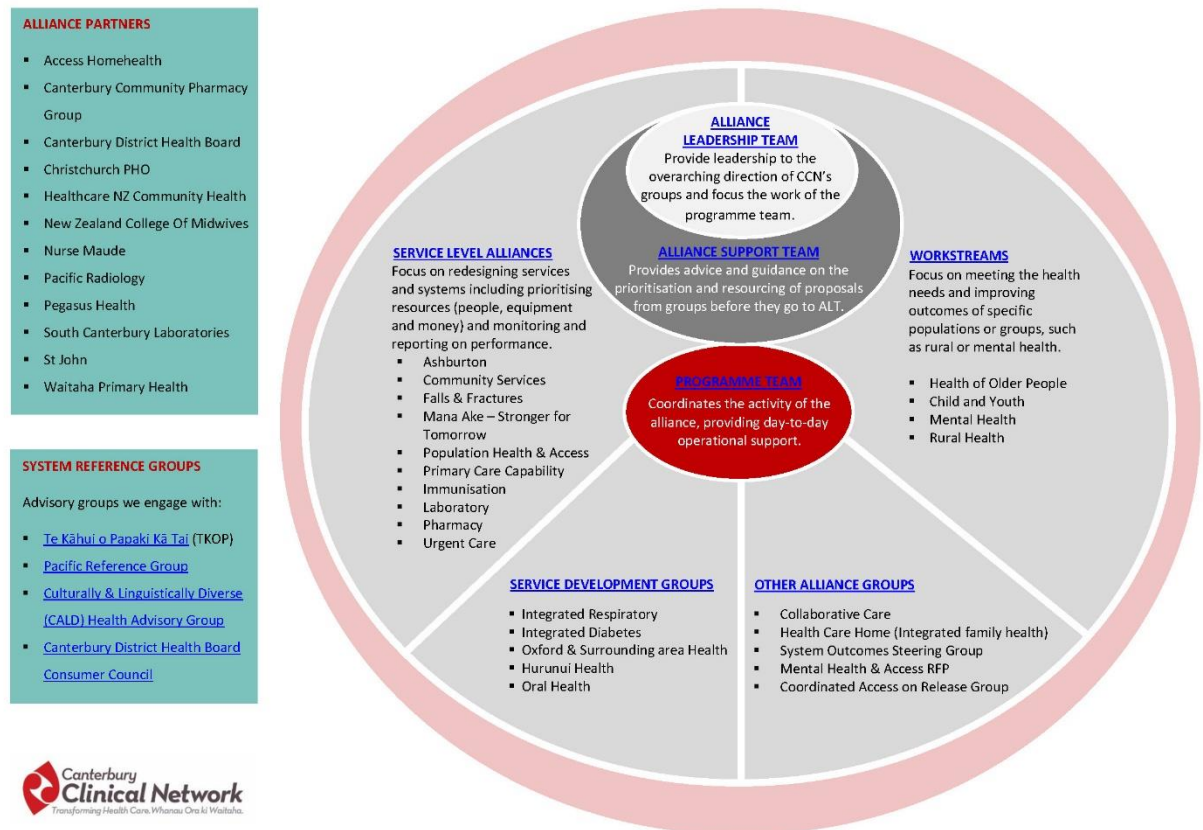 ALLIANCE PARTNERS
▪ Access Homehealth
▪ Canterbury Community Pharmacy
Group
▪ Canterbury District Health Board
▪ Christchurch PHO
▪ Healthcare NZ Community Health
▪ New Zealand College Of Midwives
▪ Nurse Maude
▪ Pacific Radiology
▪ Pegasus Health
▪ South Canterbury Laboratories
▪ St John
▪ Waitaha Primary Health
SYSTEM REFERENCE GROUPS
Advisory groups we engage with:
▪ Te Kāhui o Papaki Kā Tai (TKOP)
▪ Pacific Reference Group
▪ Culturally & Linguistically Diverse
(CALD) Health Advisory Group
▪ Canterbury District Health Board
Consumer Council
Canterbury
Clinical Network
Transforming Health Care. Whanau Ora ki Waitaha.
ALLIANCE
LEADERSHIP TEAM
Provide leadership to the
overarching direction of CCN's
groups and focus the work of the
programme team.
ALLIANCE SUPPORT TEAM
Provides advice and guidance on the
prioritisation and resourcing of proposals
from groups before they go to ALT.
PROGRAMME TEAM
Coordinates the activity of the
alliance, providing day-to-day
operational support.
SERVICE LEVEL ALLIANCES
Focus on redesigning services
and systems including prioritising
resources (people, equipment
and money) and monitoring and
reporting on performance.
▪ Ashburton
▪ Community Services
▪ Falls & Fractures
▪ Mana Ake – Stronger for
Tomorrow
▪ Population Health & Access
▪ Primary Care Capability
▪ Immunisation
▪ Laboratory
▪ Pharmacy
▪ Urgent Care
WORKSTREAMS
Focus on meeting the health
needs and improving
outcomes of specific
populations or groups, such
as rural or mental health.
▪ Health of Older People
▪ Child and Youth
▪ Mental Health
▪ Rural Health
SERVICE DEVELOPMENT GROUPS
▪ Integrated Respiratory
▪ Integrated Diabetes
▪ Oxford & Surrounding area Health
▪ Hurunui Health
▪ Oral Health
OTHER ALLIANCE GROUPS
▪ Collaborative Care
▪ Health Care Home (Integrated family health)
▪ System Outcomes Steering Group
▪ Mental Health & Access RFP
▪ Coordinated Access on Release Group